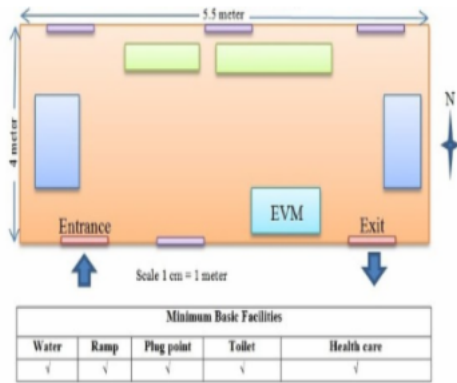 5.5 meter
4 meter
N
Entrance
EVM
Exit
Scale 1 cm = 1 meter
Minimum Basic Facilities
Water Ramp Plug point Toilet Health care
√ √ √ √ √